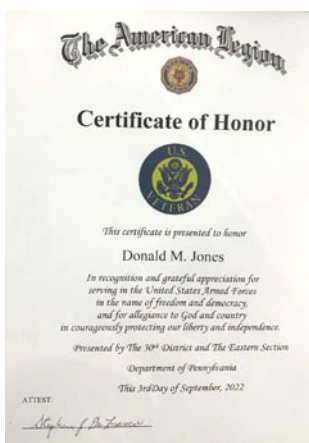 The American Legion
Certificate of Honor
U.S.
VETERAN
This certificate is presented to honor
Donald M. Jones
In recognition and grateful appreciation for
serving in the United States Armed Forces
in the name of freedom and democracy,
and for allegiance to God and country
in courageously protecting our liberty and independence.
Presented by The 30th District and The Eastern Section
Department of Pennsylvania
This 3rdDay of September, 2022
ATTEST:
Stephen J.